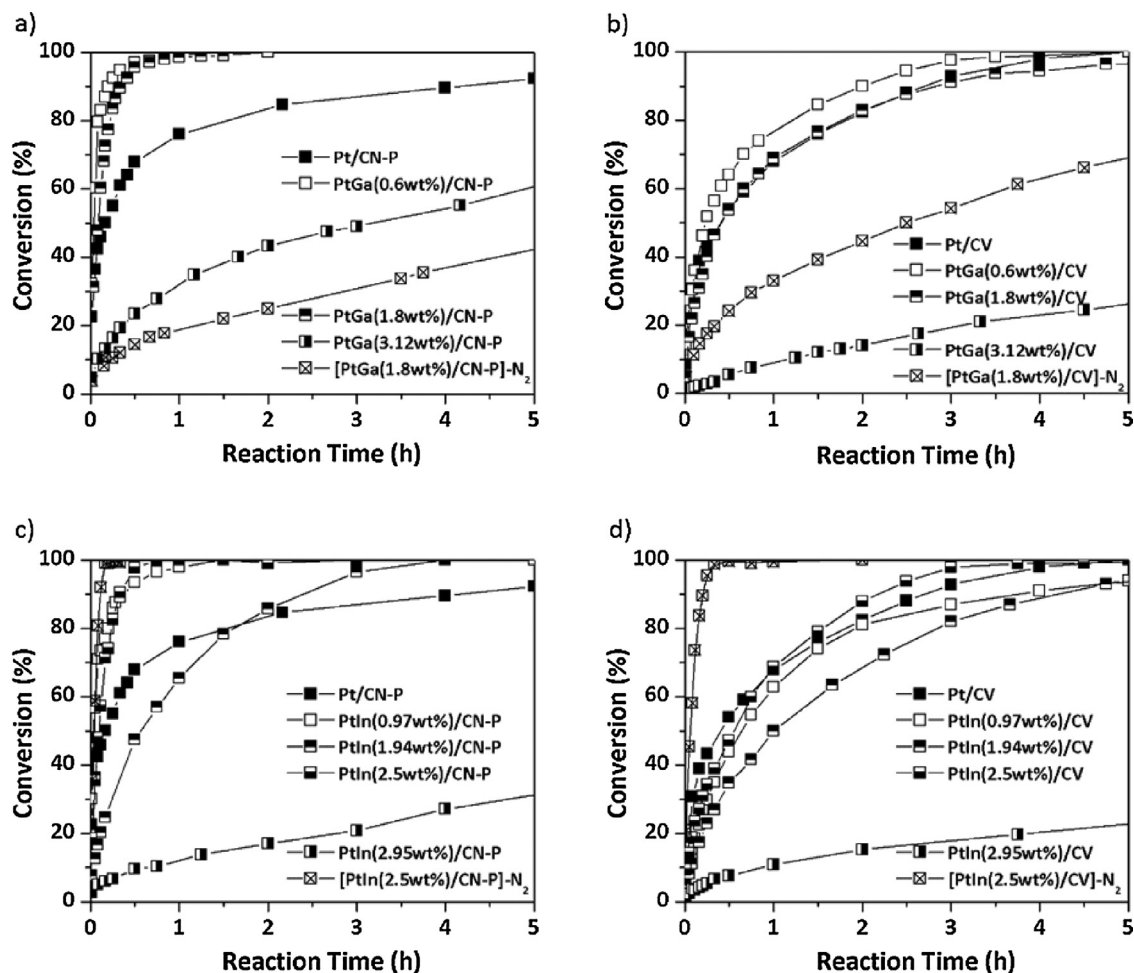 a)
Conversion (%)
100
80
60
40
20
0
Pt/CN-P
PtGa(0.6wt%)/CN-P
PtGa(1.8wt%)/CN-P
PtGa(3.12wt%)/CN-P
[PtGa(1.8wt%)/CN-P]-N₂
0 1 2 3 4 5
Reaction Time (h)
b)
Conversion (%)
100
80
60
40
20
0
Pt/CV
PtGa(0.6wt%)/CV
PtGa(1.8wt%)/CV
PtGa(3.12wt%)/CV
[PtGa(1.8wt%)/CV]-N₂
0 1 2 3 4 5
Reaction Time (h)
c)
Conversion (%)
100
80
60
40
20
0
Pt/CN-P
PtIn(0.97wt%)/CN-P
PtIn(1.94wt%)/CN-P
PtIn(2.5wt%)/CN-P
PtIn(2.95wt%)/CN-P
[PtIn(2.5wt%)/CN-P]-N₂
0 1 2 3 4 5
Reaction Time (h)
d)
Conversion (%)
100
80
60
40
20
0
Pt/CV
PtIn(0.97wt%)/CV
PtIn(1.94wt%)/CV
PtIn(2.5wt%)/CV
PtIn(2.95wt%)/CV
[PtIn(2.5wt%)/CV]-N₂
0 1 2 3 4 5
Reaction Time (h)